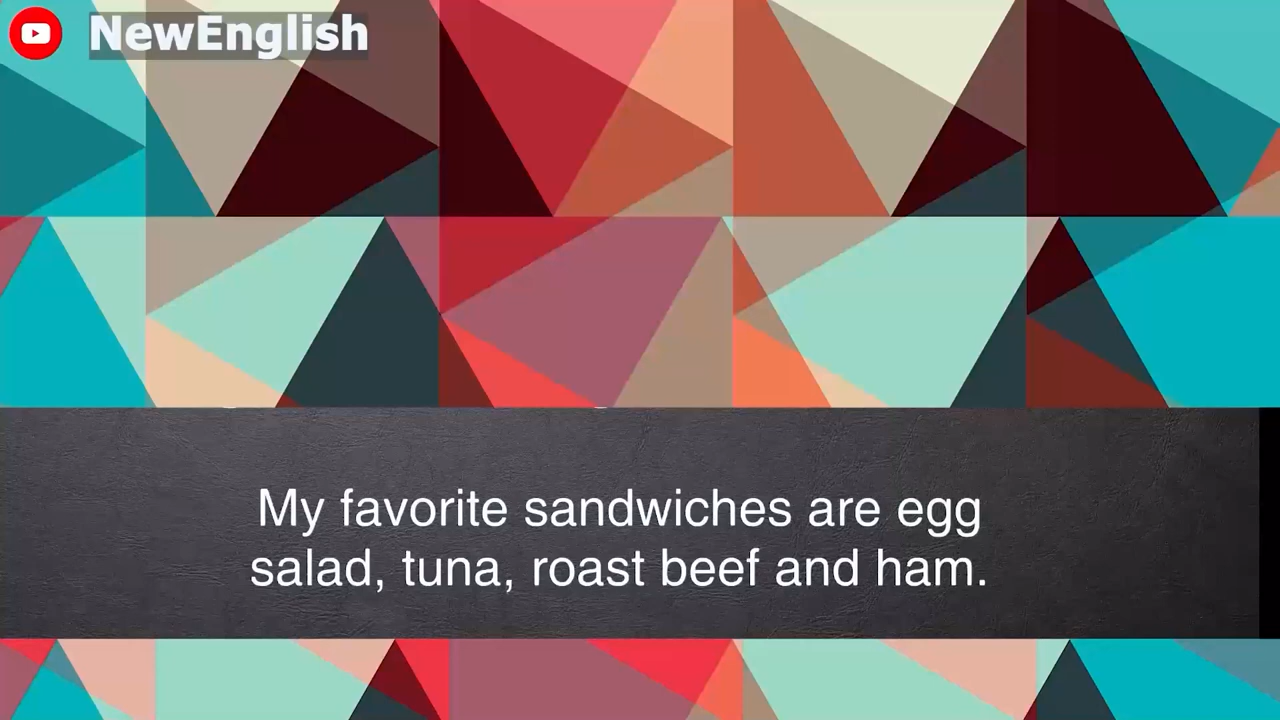 NewEnglish
My favorite sandwiches are egg
salad, tuna, roast beef and ham.